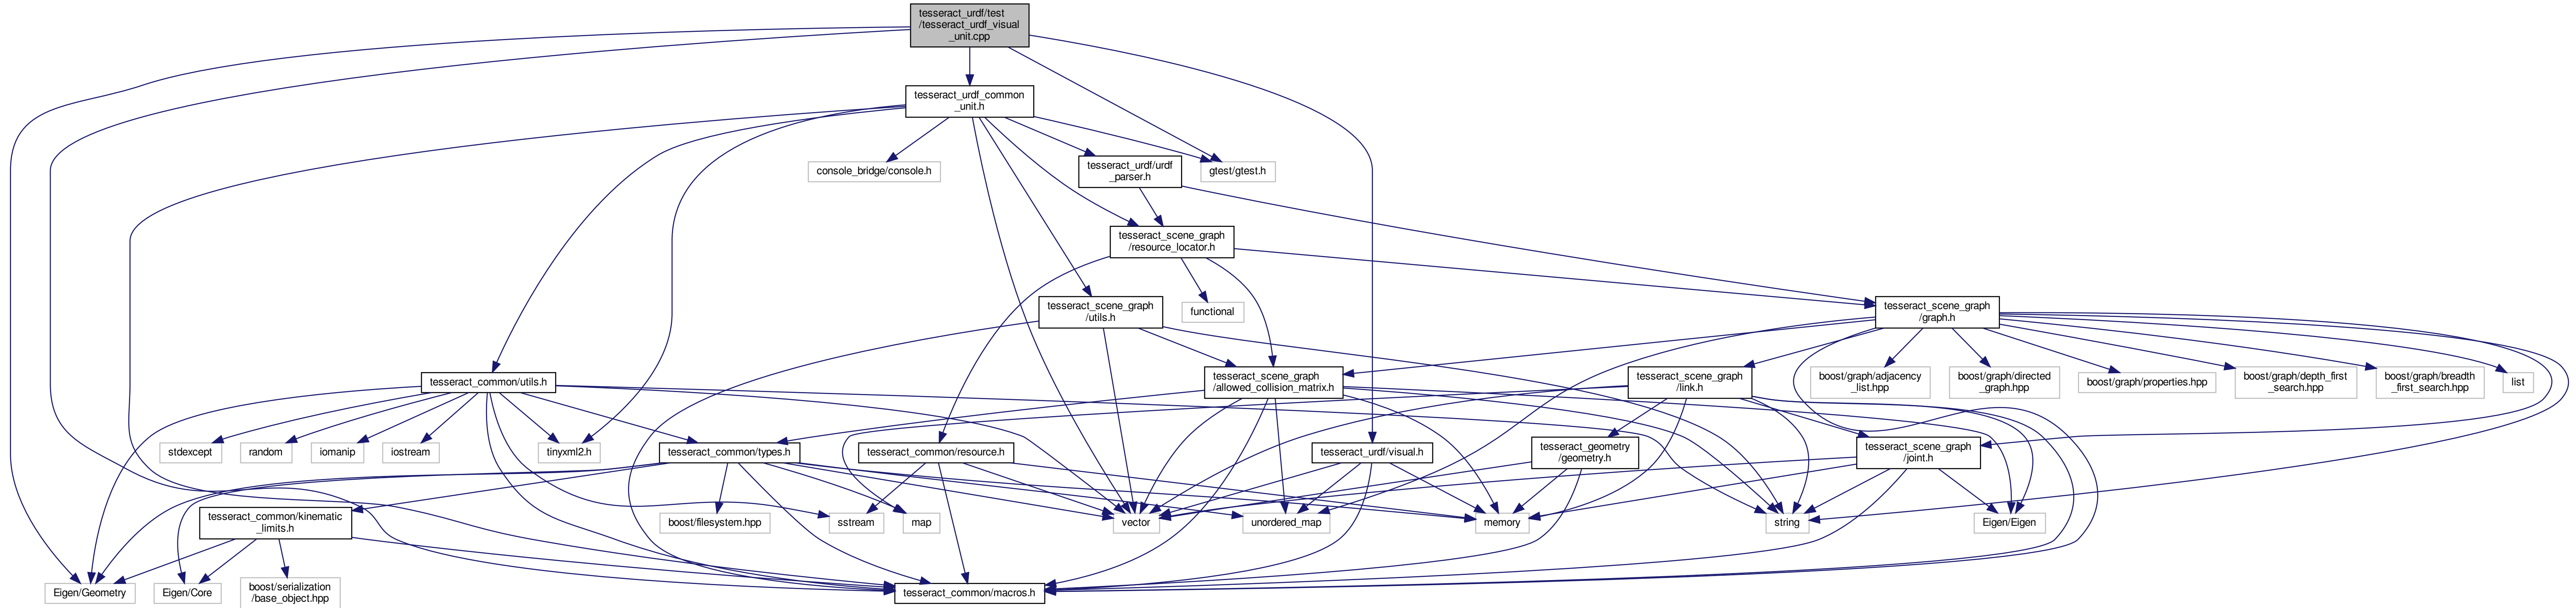 tesseract_urdf/test
/tesseract_urdf_visual
_unit.cpp
tesseract_urdf_common
_unit.h
console_bridge/console.h
tesseract_urdf/urdf
_parser.h
gtest/gtest.h
tesseract_scene_graph
/resource_locator.h
tesseract_scene_graph
/utils.h
functional
tesseract_scene_graph
/graph.h
tesseract_common/utils.h
tesseract_scene_graph
/allowed_collision_matrix.h
tesseract_scene_graph
/link.h
boost/graph/adjacency
_list.hpp
boost/graph/directed
_graph.hpp
boost/graph/properties.hpp
boost/graph/depth_first
_search.hpp
boost/graph/breadth
_first_search.hpp
list
stdexcept
random
iomanip
iostream
tinyxml2.h
tesseract_common/types.h
tesseract_common/resource.h
tesseract_urdf/visual.h
tesseract_geometry
/geometry.h
tesseract_scene_graph
/joint.h
tesseract_common/kinematic
_limits.h
boost/filesystem.hpp
sstream
map
vector
unordered_map
memory
string
Eigen/Eigen
Eigen/Geometry
Eigen/Core
boost/serialization
/base_object.hpp
tesseract_common/macros.h